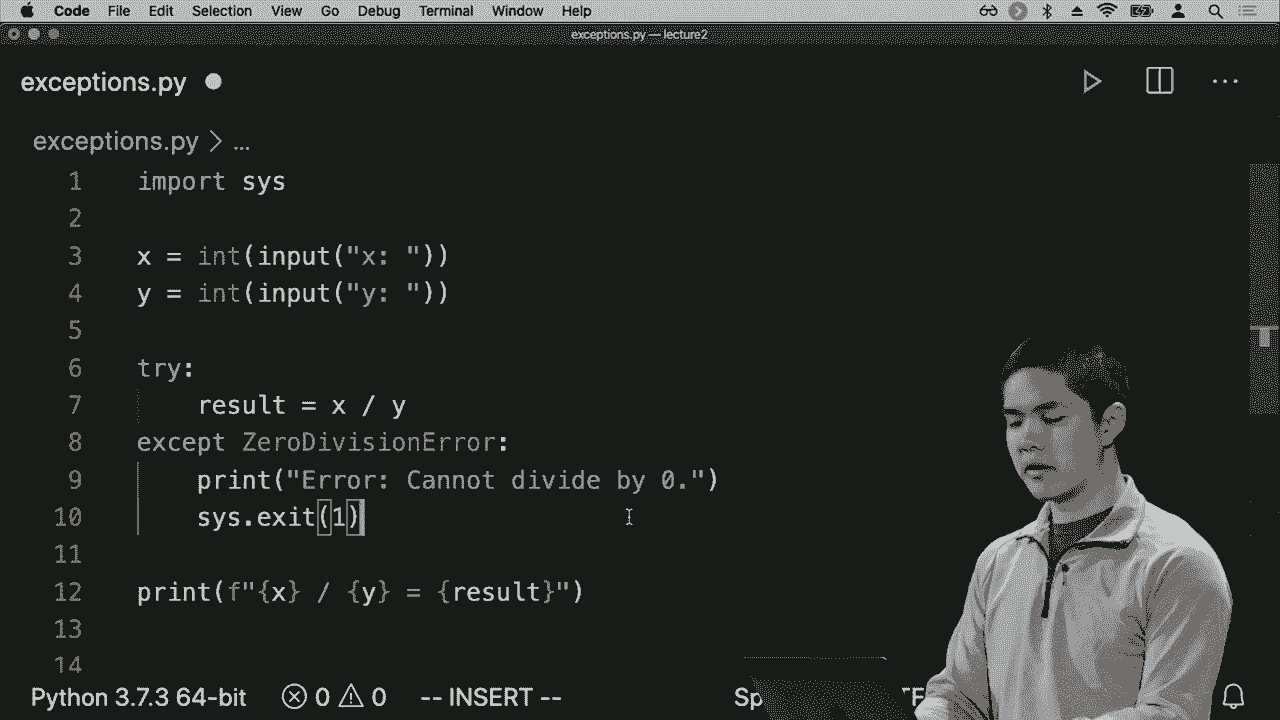 Code File Edit Selection View Go Debug Terminal Window Help
exceptions.py — lecture2
exceptions.py
exceptions.py > ...
1 import sys
2
3 x = int(input("x: "))
4 y = int(input("y: "))
5
6 try:
7 result = x / y
8 except ZeroDivisionError:
9 print("Error: Cannot divide by 0.")
10 sys.exit(1)
11
12 print(f"{x} / {y} = {result}")
13
14
Python 3.7.3 64-bit 0 0 -- INSERT --